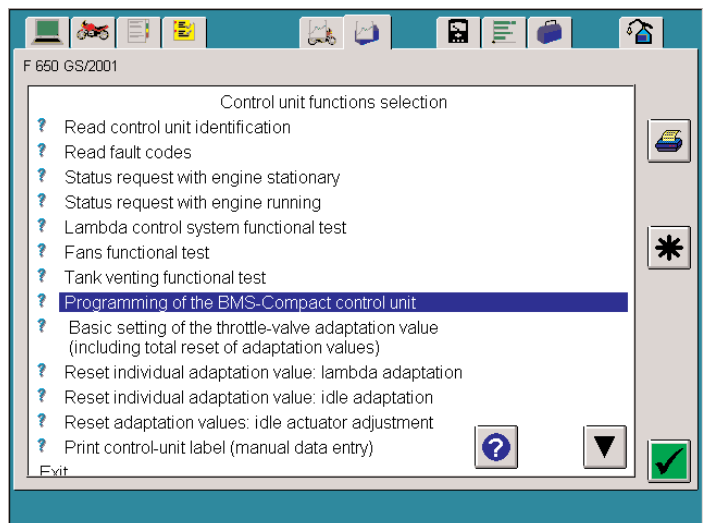 F 650 GS/2001
Control unit functions selection
? Read control unit identification
? Read fault codes
? Status request with engine stationary
? Status request with engine running
? Lambda control system functional test
? Fans functional test
? Tank venting functional test
? Programming of the BMS-Compact control unit
? Basic setting of the throttle-valve adaptation value
(including total reset of adaptation values)
? Reset individual adaptation value: lambda adaptation
? Reset individual adaptation value: idle adaptation
? Reset adaptation values: idle actuator adjustment
? Print control-unit label (manual data entry)
Exit